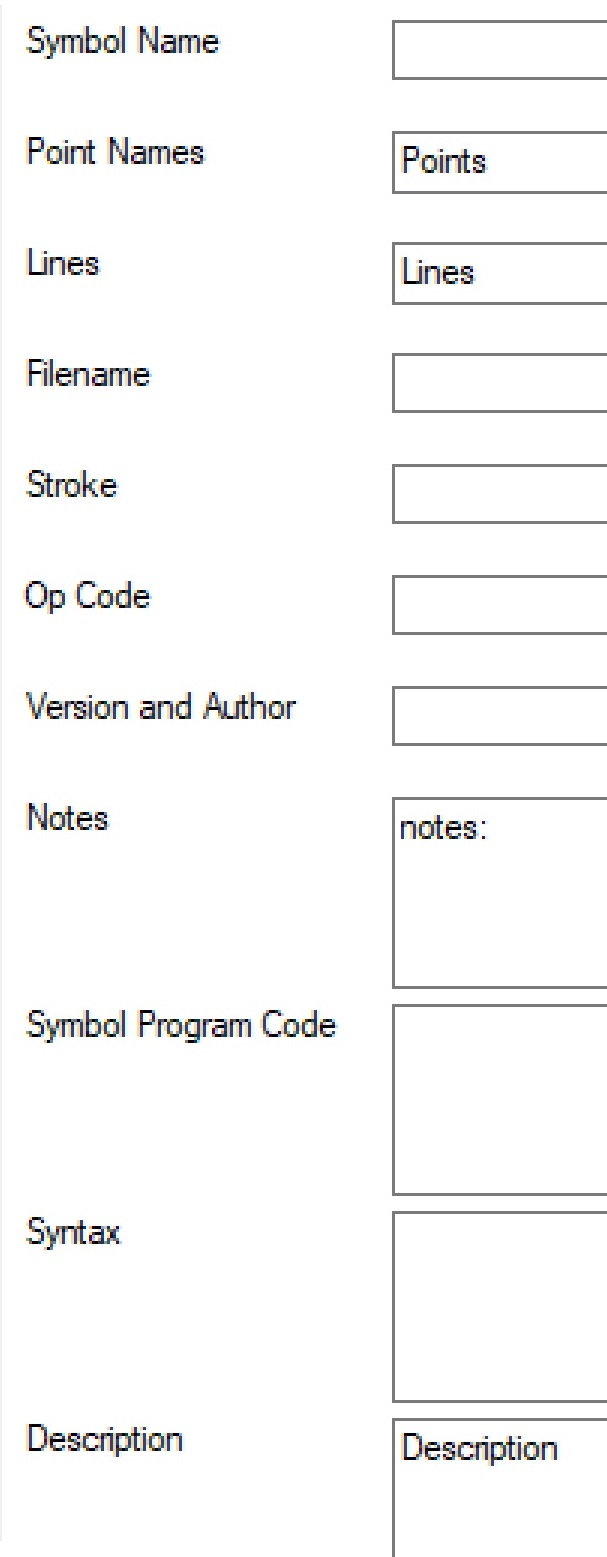 Symbol Name
Point Names Points
Lines Lines
Filename
Stroke
Op Code
Version and Author
Notes notes:
Symbol Program Code
Syntax
Description Description